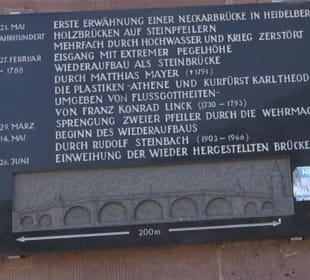 21. MAI ERSTE ERWÄHNUNG EINER NECKARBRÜCKE IN HEIDELBER
JAHRHUNDERT HOLZBRÜCKEN AUF STEINPFEILERN
MEHRFACH DURCH HOCHWASSER UND KRIEG ZERSTÖRT
27. FEBRUAR EISGANG MIT EXTREMER PEGELHÖHE
- 1788 WIEDERAUFBAU ALS STEINBRÜCKE
DURCH MATTHIAS MAYER (†1791)
DIE PLASTIKEN -ATHENE UND KURFÜRST KARL THEOD
UMGEBEN VON FLUSSGOTTHEITEN-
VON FRANZ KONRAD LINCK (1730 - 1793)
29. MÄRZ SPRENGUNG ZWEIER PFEILER DURCH DIE WEHRMAC
14. MAI BEGINN DES WIEDERAUFBAUS
DURCH RUDOLF STEINBACH (1903 - 1966)
26. JUNI EINWEIHUNG DER WIEDER HERGESTELLTEN BRÜCKE
200m